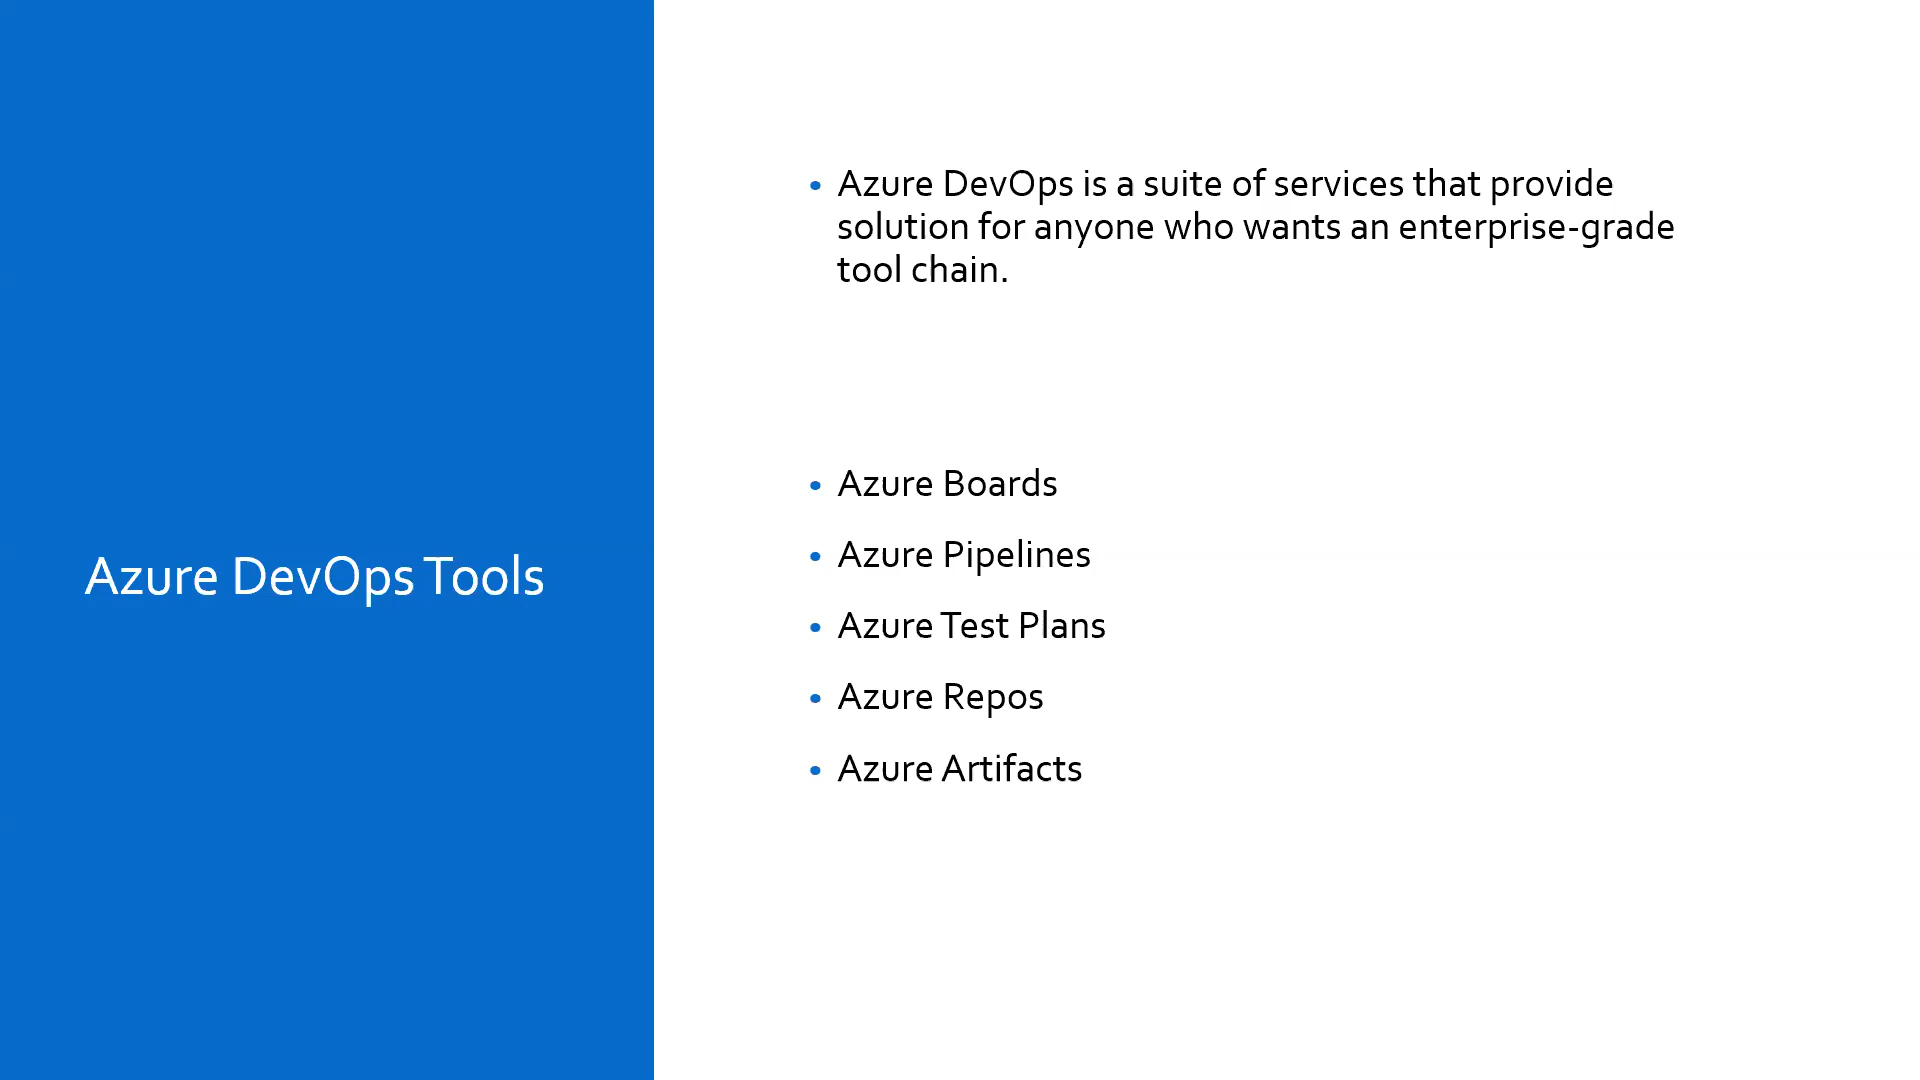 Azure DevOps Tools
• Azure DevOps is a suite of services that provide
solution for anyone who wants an enterprise-grade
tool chain.
• Azure Boards
• Azure Pipelines
• Azure Test Plans
• Azure Repos
• Azure Artifacts